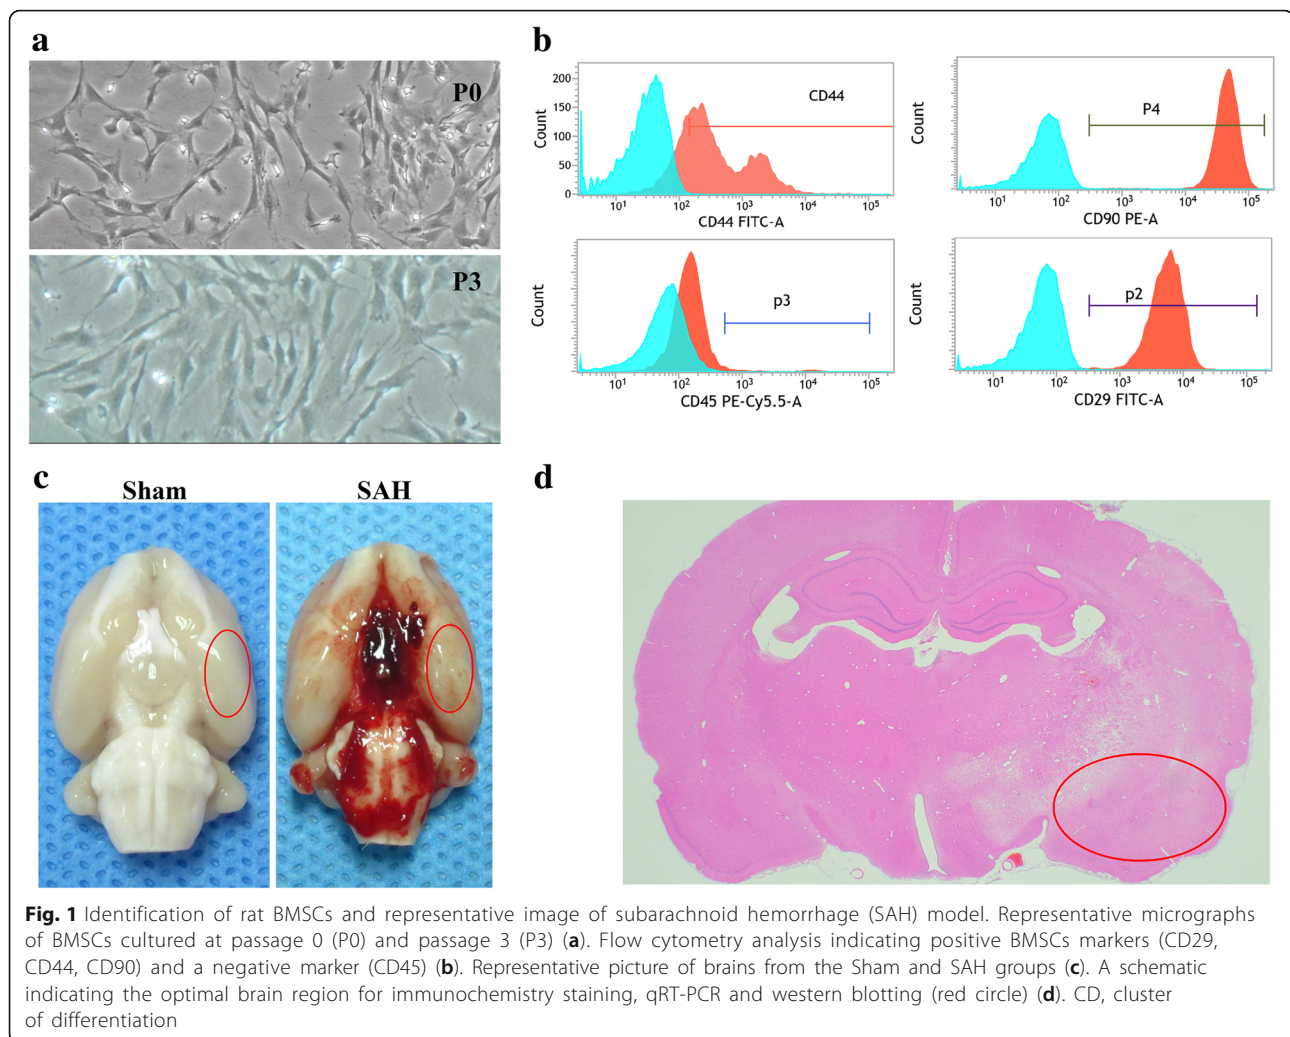 a
P0
P3
b
200
150
100
50
0
Count
CD44
10¹ 10² 10³ 10⁴ 10⁵
CD44 FITC-A
Count
P4
10¹ 10² 10³ 10⁴ 10⁵
CD90 PE-A
Count
p3
10¹ 10² 10³ 10⁴ 10⁵
CD45 PE-Cy5.5-A
Count
p2
10¹ 10² 10³ 10⁴ 10⁵
CD29 FITC-A
c
Sham SAH
d
Fig. 1 Identification of rat BMSCs and representative image of subarachnoid hemorrhage (SAH) model. Representative micrographs
of BMSCs cultured at passage 0 (P0) and passage 3 (P3) (a). Flow cytometry analysis indicating positive BMSCs markers (CD29,
CD44, CD90) and a negative marker (CD45) (b). Representative picture of brains from the Sham and SAH groups (c). A schematic
indicating the optimal brain region for immunochemistry staining, qRT-PCR and western blotting (red circle) (d). CD, cluster
of differentiation